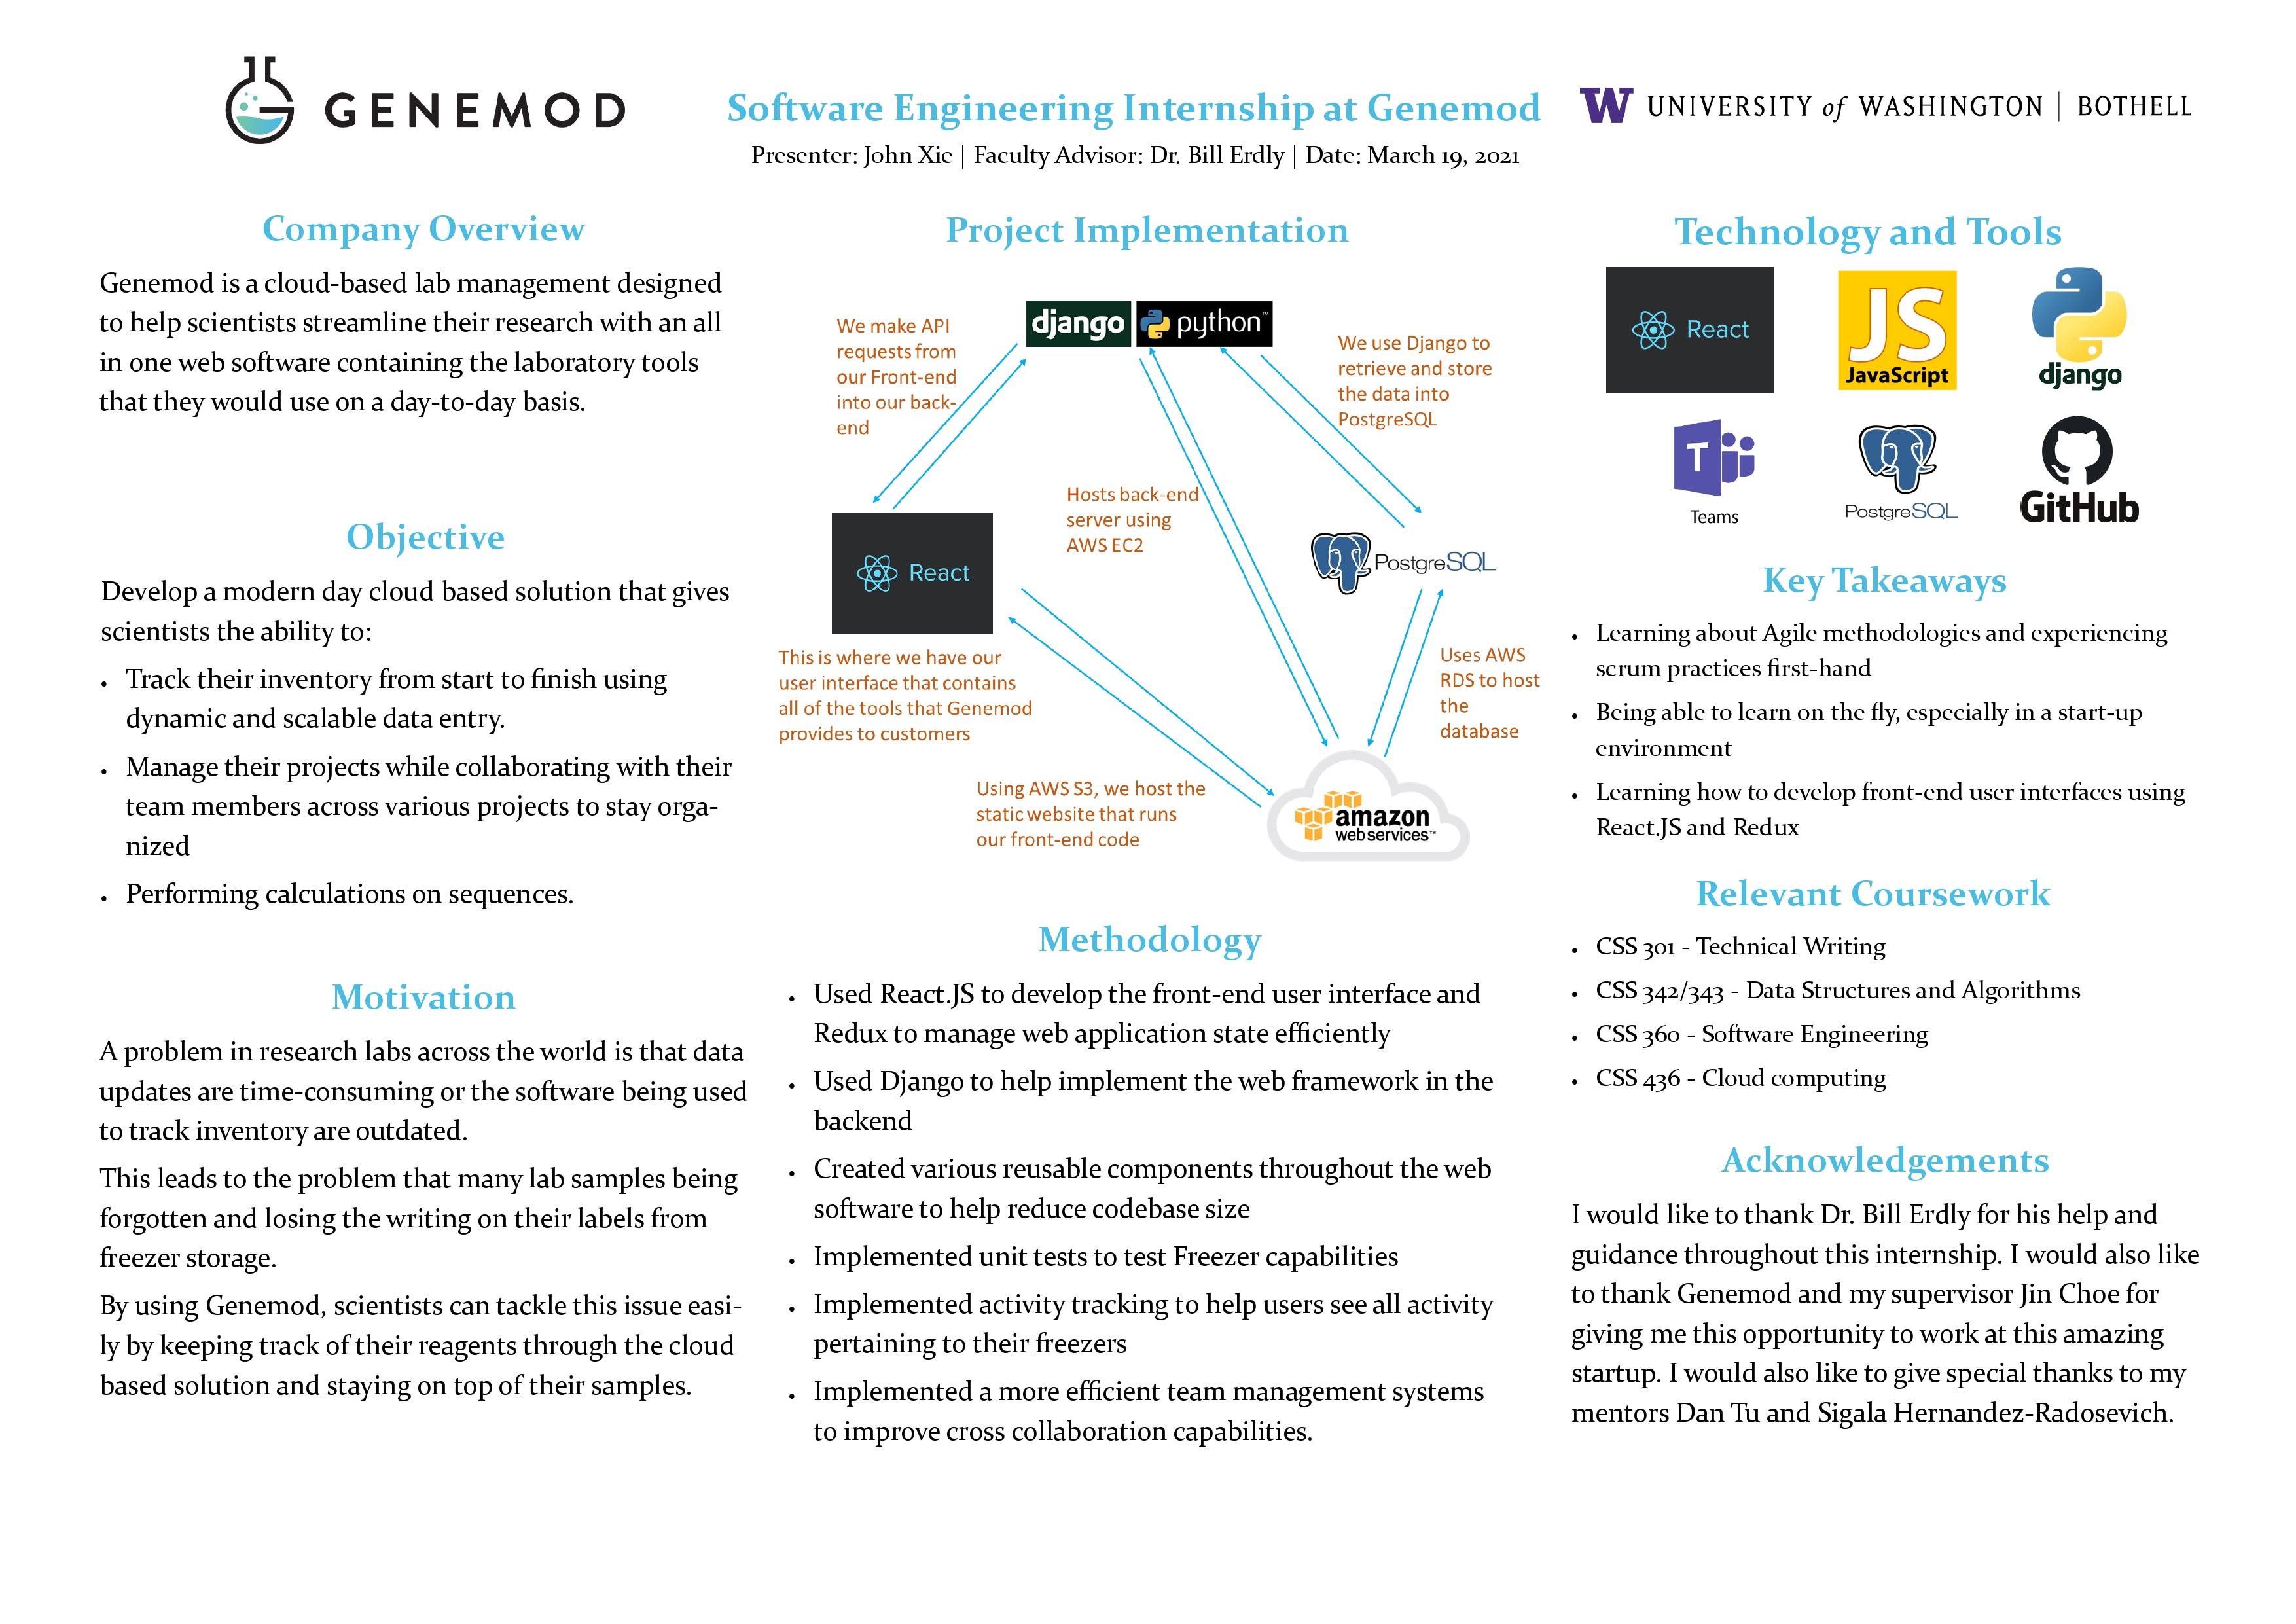 GENEMOD
Software Engineering Internship at Genemod
Presenter: John Xie | Faculty Advisor: Dr. Bill Erdly | Date: March 19, 2021
W UNIVERSITY of WASHINGTON | BOTHELL
Company Overview
Genemod is a cloud-based lab management designed
to help scientists streamline their research with an all
in one web software containing the laboratory tools
that they would use on a day-to-day basis.
Objective
Develop a modern day cloud based solution that gives
scientists the ability to:
• Track their inventory from start to finish using
dynamic and scalable data entry.
• Manage their projects while collaborating with their
team members across various projects to stay orga-
nized
• Performing calculations on sequences.
Motivation
A problem in research labs across the world is that data
updates are time-consuming or the software being used
to track inventory are outdated.
This leads to the problem that many lab samples being
forgotten and losing the writing on their labels from
freezer storage.
By using Genemod, scientists can tackle this issue easi-
ly by keeping track of their reagents through the cloud
based solution and staying on top of their samples.
Project Implementation
django
python™
We make API
requests from
our Front-end
into our back-
end
We use Django to
retrieve and store
the data into
PostgreSQL
Hosts back-end
server using
AWS EC2
React
PostgreSQL
This is where we have our
user interface that contains
all of the tools that Genemod
provides to customers
Uses AWS
RDS to host
the
database
Using AWS S3, we host the
static website that runs
our front-end code
amazon
web services™
Methodology
• Used React.JS to develop the front-end user interface and
Redux to manage web application state efficiently
• Used Django to help implement the web framework in the
backend
• Created various reusable components throughout the web
software to help reduce codebase size
• Implemented unit tests to test Freezer capabilities
• Implemented activity tracking to help users see all activity
pertaining to their freezers
• Implemented a more efficient team management systems
to improve cross collaboration capabilities.
Technology and Tools
React
JS
JavaScript
django
T
Teams
PostgreSQL
GitHub
Key Takeaways
• Learning about Agile methodologies and experiencing
scrum practices first-hand
• Being able to learn on the fly, especially in a start-up
environment
• Learning how to develop front-end user interfaces using
React.JS and Redux
Relevant Coursework
• CSS 301 - Technical Writing
• CSS 342/343 - Data Structures and Algorithms
• CSS 360 - Software Engineering
• CSS 436 - Cloud computing
Acknowledgements
I would like to thank Dr. Bill Erdly for his help and
guidance throughout this internship. I would also like
to thank Genemod and my supervisor Jin Choe for
giving me this opportunity to work at this amazing
startup. I would also like to give special thanks to my
mentors Dan Tu and Sigala Hernandez-Radosevich.